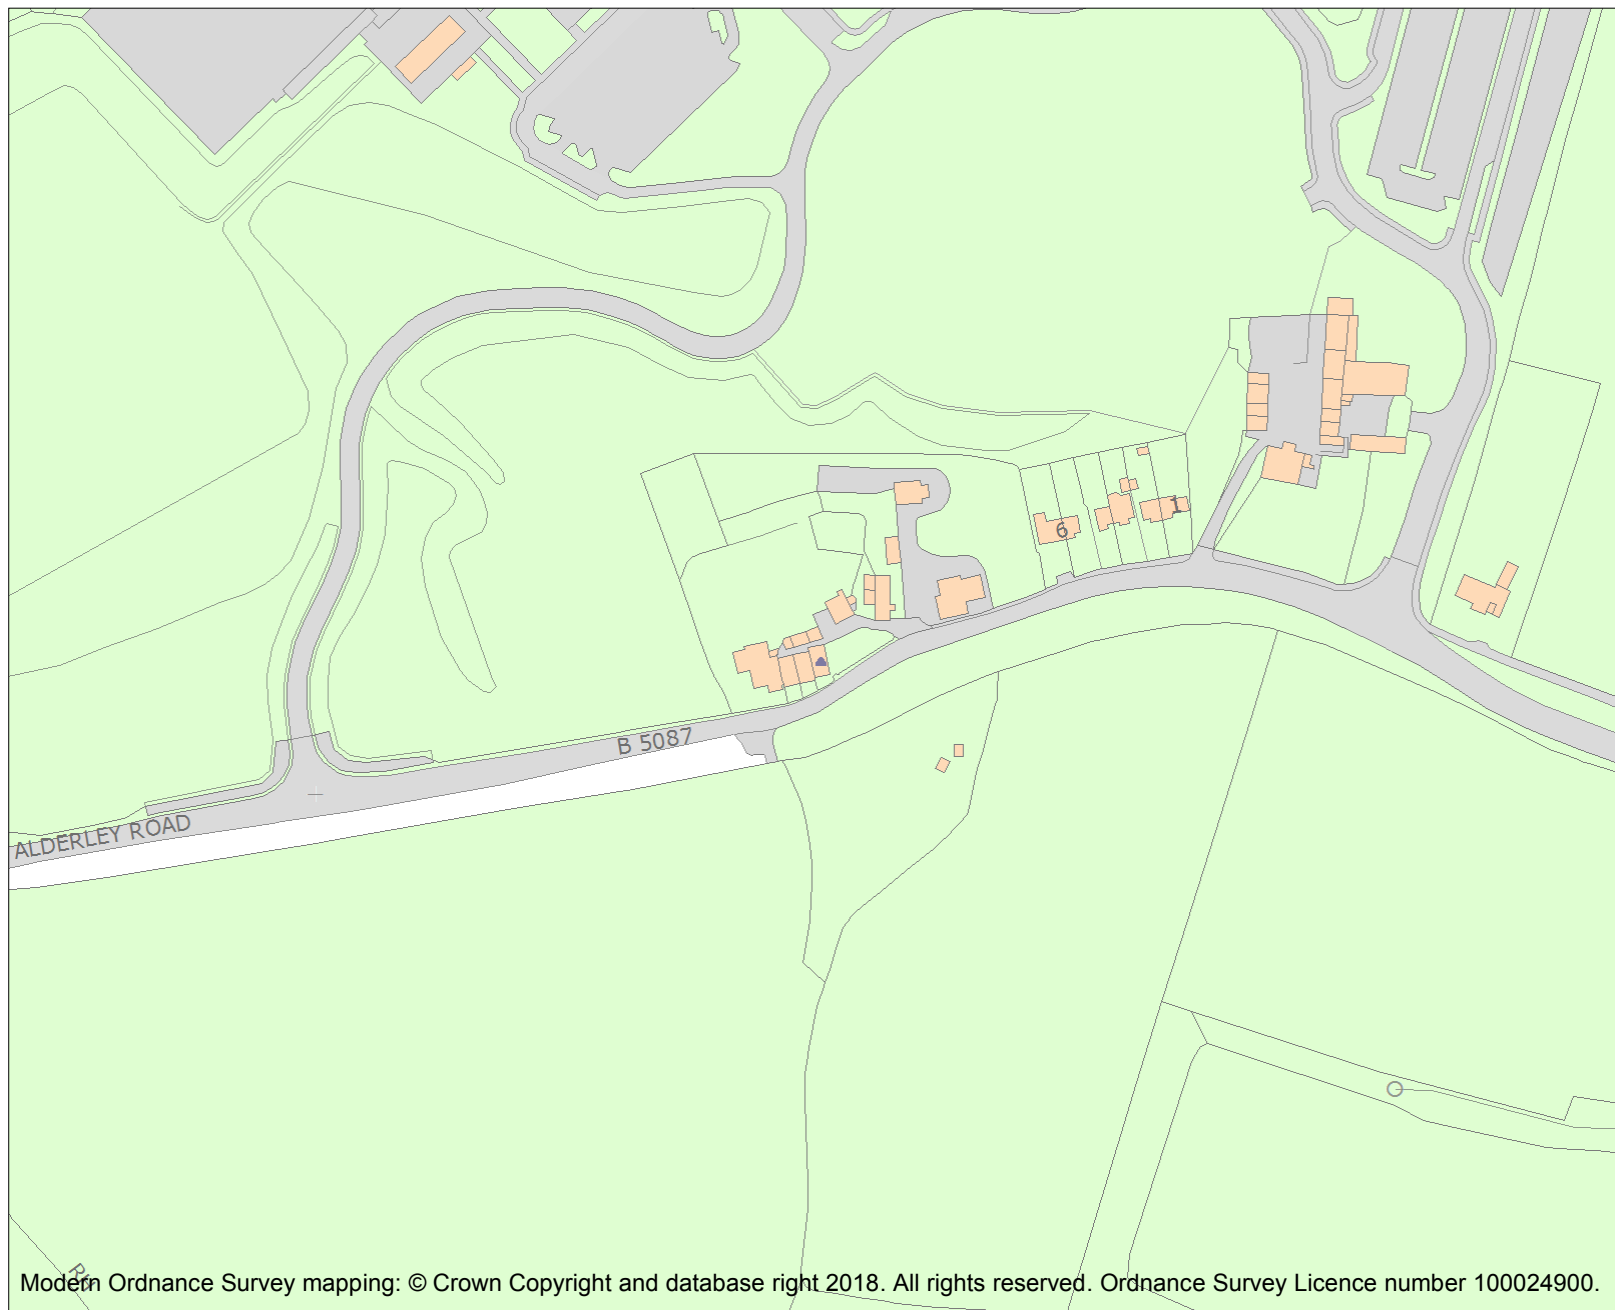 1
6
B 5087
ALDERLEY ROAD
RH
Modern Ordnance Survey mapping: © Crown Copyright and database right 2018. All rights reserved. Ordnance Survey Licence number 100024900.